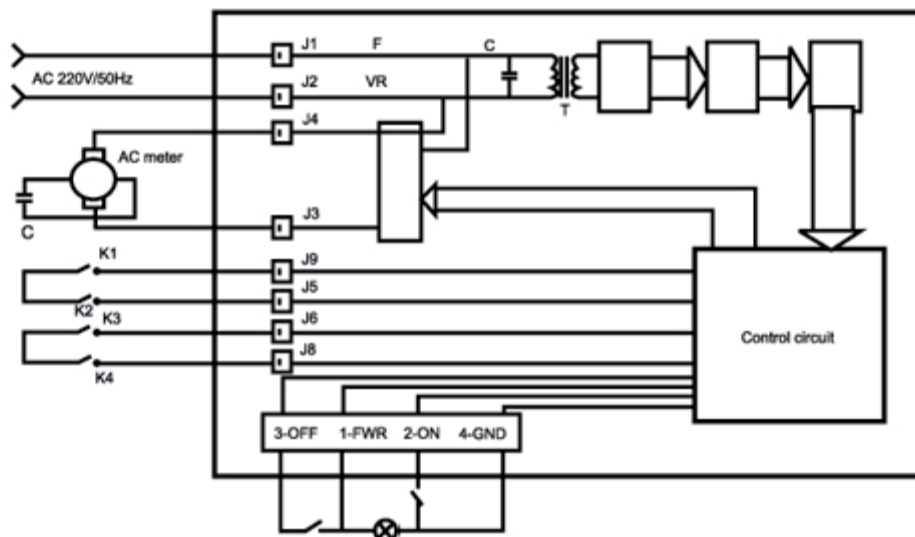 J1
F
C
AC 220V/50Hz
J2
VR
T
J4
AC meter
C
J3
K1
J9
J5
K2
K3
J6
J8
K4
Control circuit
3-OFF 1-FWR 2-ON 4-GND